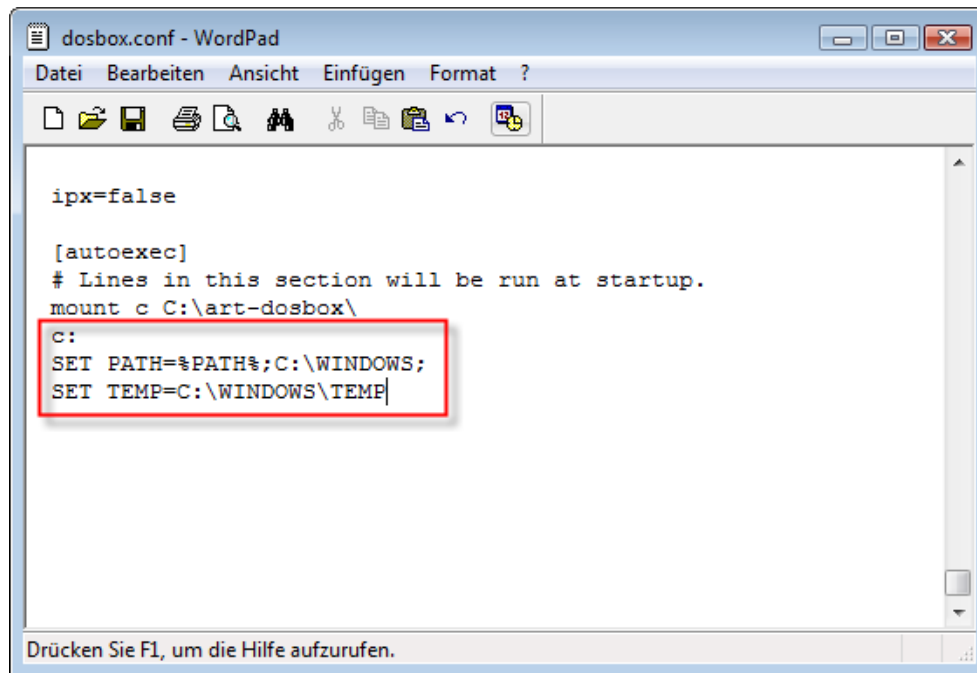 dosbox.conf - WordPad
Datei Bearbeiten Ansicht Einfügen Format ?
ipx=false
[autoexec]
# Lines in this section will be run at startup.
mount c C:\art-dosbox\
c:
SET PATH=%PATH%;C:\WINDOWS;
SET TEMP=C:\WINDOWS\TEMP
Drücken Sie F1, um die Hilfe aufzurufen.